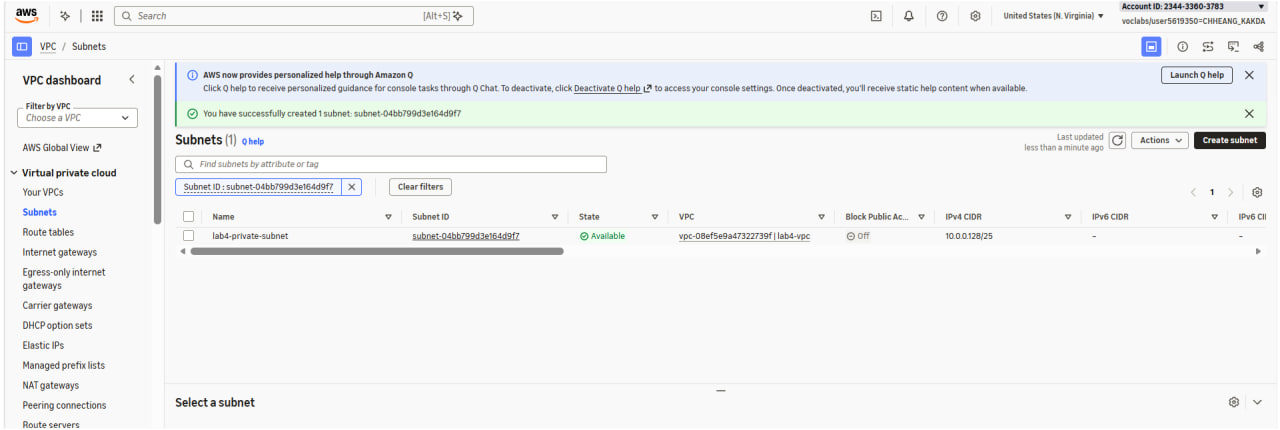 aws
Search
[Alt+S]
United States (N. Virginia)
Account ID: 2344-3360-3783
voclabs/user5619350=CHHEANG_KAKDA
VPC / Subnets
VPC dashboard
Filter by VPC
Choose a VPC
AWS Global View
Virtual private cloud
Your VPCs
Subnets
Route tables
Internet gateways
Egress-only internet
gateways
Carrier gateways
DHCP option sets
Elastic IPs
Managed prefix lists
NAT gateways
Peering connections
Route servers
AWS now provides personalized help through Amazon Q
Click Q help to receive personalized guidance for console tasks through Q Chat. To deactivate, click Deactivate Q help to access your console settings. Once deactivated, you'll receive static help content when available.
Launch Q help
You have successfully created 1 subnet: subnet-04bb799d3e164d9f7
Subnets (1) Q help
Last updated
less than a minute ago
Actions
Create subnet
Find subnets by attribute or tag
Subnet ID : subnet-04bb799d3e164d9f7
Clear filters
1
Name Subnet ID State VPC Block Public Ac... IPv4 CIDR IPv6 CIDR IPv6 CI
lab4-private-subnet subnet-04bb799d3e164d9f7 Available vpc-08ef5e9a47322739f | lab4-vpc Off 10.0.0.128/25 – –
Select a subnet